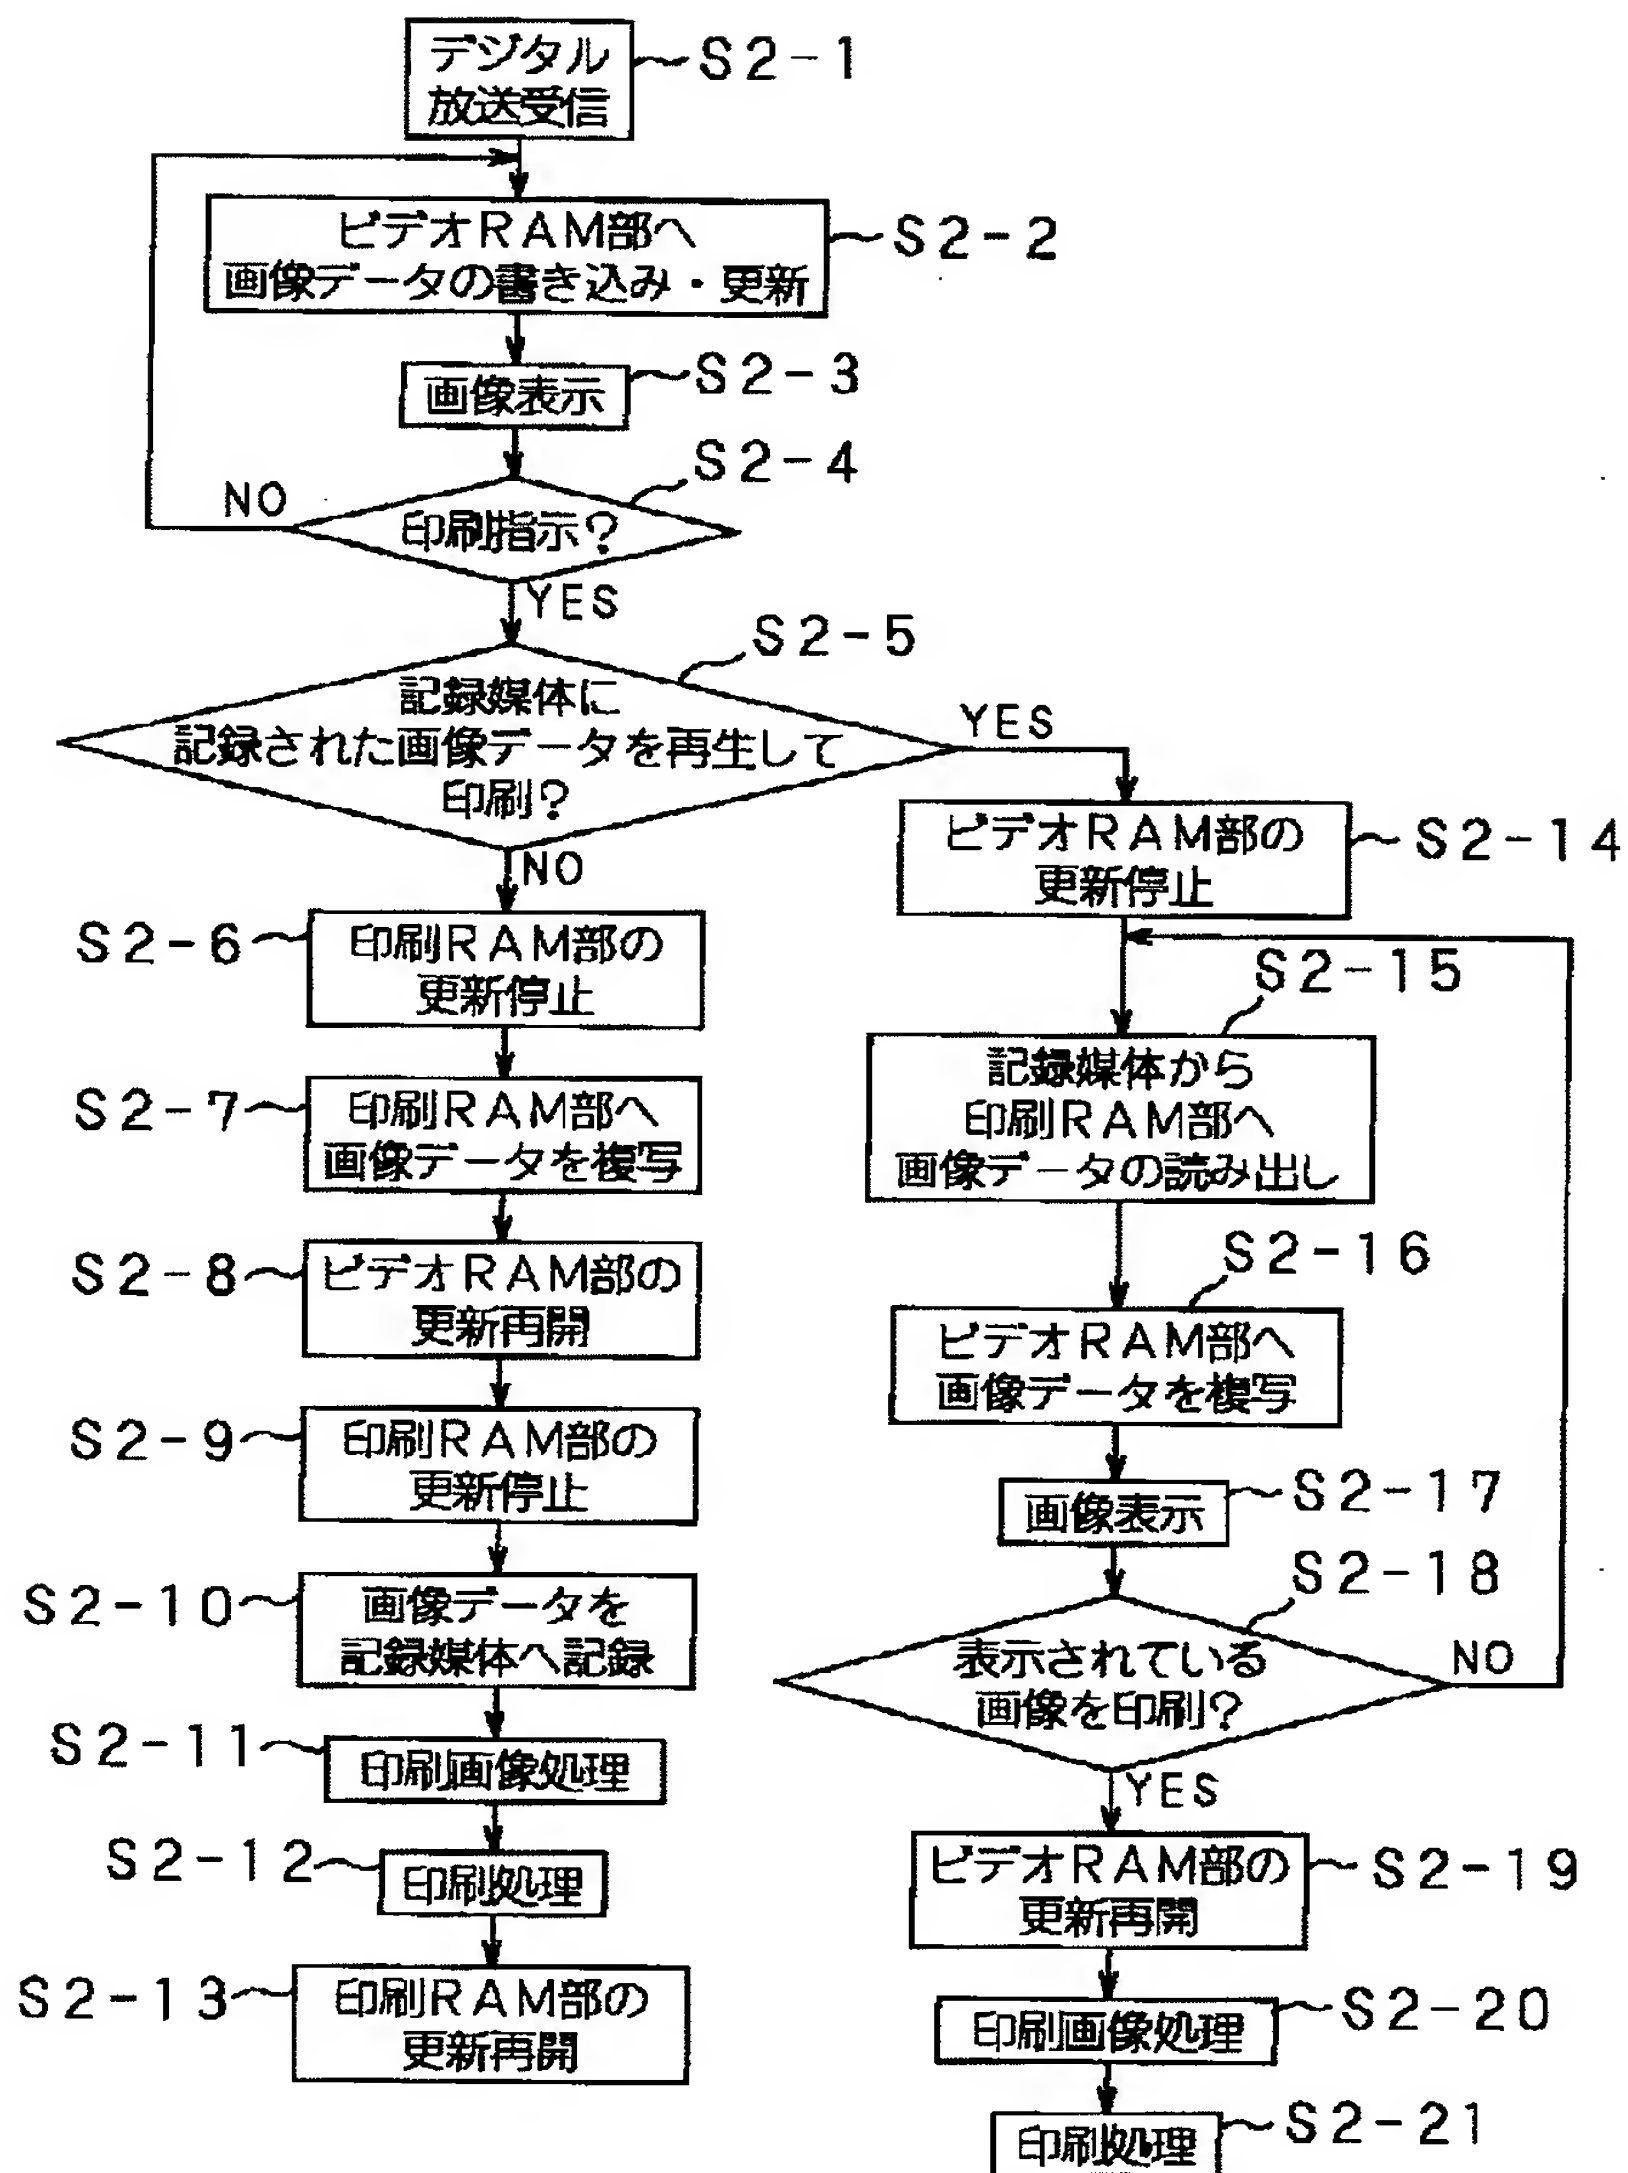 デジタル
放送受信
S2-1
ビデオRAM部へ
画像データの書き込み・更新
S2-2
画像表示
S2-3
S2-4
印刷指示?
NO
YES
S2-5
記録媒体に
記録された画像データを再生して
印刷?
YES
NO
S2-6
印刷RAM部の
更新停止
S2-7
印刷RAM部へ
画像データを複写
S2-8
ビデオRAM部の
更新再開
S2-9
印刷RAM部の
更新停止
S2-10
画像データを
記録媒体へ記録
S2-11
印刷画像処理
S2-12
印刷処理
S2-13
印刷RAM部の
更新再開
ビデオRAM部の
更新停止
S2-14
S2-15
記録媒体から
印刷RAM部へ
画像データの読み出し
S2-16
ビデオRAM部へ
画像データを複写
画像表示
S2-17
S2-18
表示されている
画像を印刷?
NO
YES
ビデオRAM部の
更新再開
S2-19
印刷画像処理
S2-20
印刷処理
S2-21